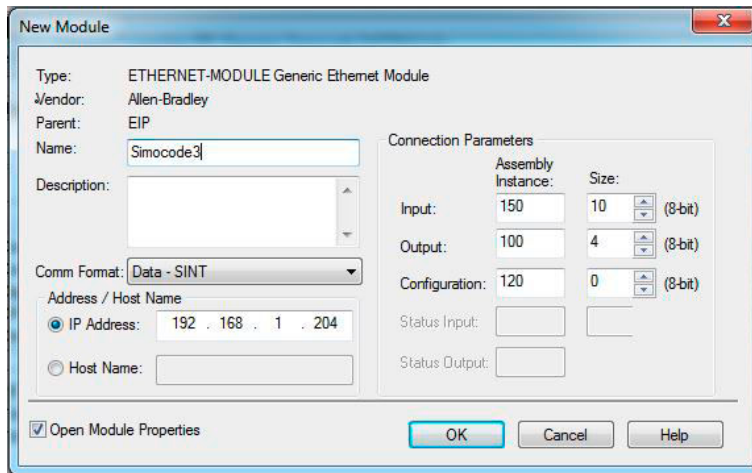 New Module
Type: ETHERNET-MODULE Generic Ethernet Module
Vendor: Allen-Bradley
Parent: EIP
Name: Simocode3
Description:
Comm Format: Data - SINT
Address / Host Name
IP Address: 192 . 168 . 1 . 204
Host Name:
Connection Parameters
Assembly Instance: Size:
Input: 150 10 (8-bit)
Output: 100 4 (8-bit)
Configuration: 120 0 (8-bit)
Status Input:
Status Output:
Open Module Properties
OK Cancel Help